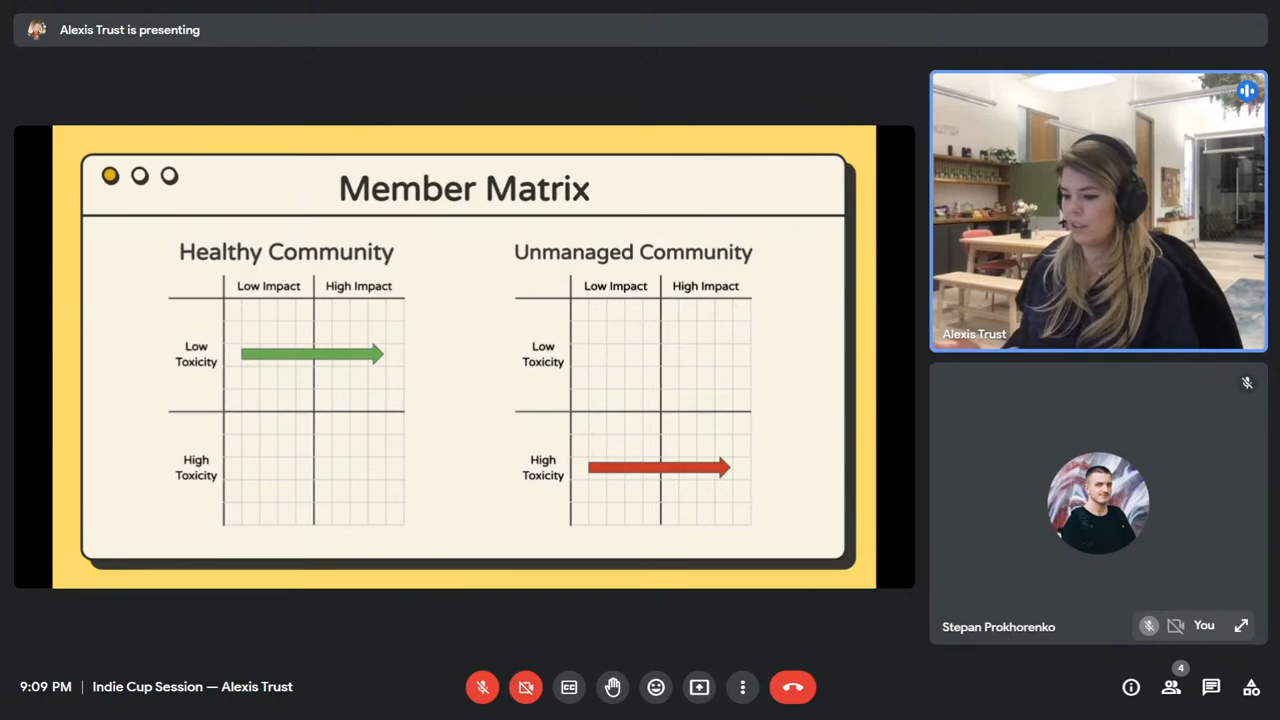 Alexis Trust is presenting
Member Matrix
Healthy Community
Low Impact High Impact
Low
Toxicity
High
Toxicity
Unmanaged Community
Low Impact High Impact
Low
Toxicity
High
Toxicity
Alexis Trust
Stepan Prokhorenko
You
9:09 PM | Indie Cup Session — Alexis Trust
CC
4